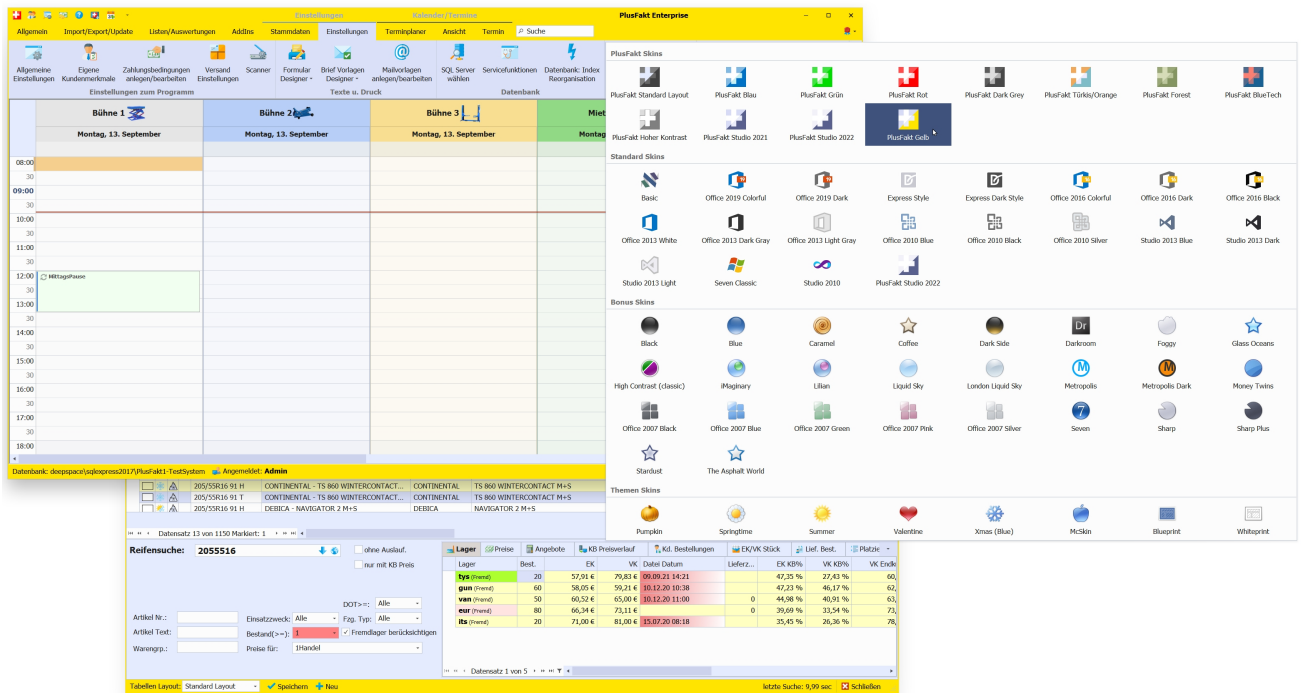 Einstellungen Kalender/Termine PlusFakt Enterprise
Allgemein Import/Export/Update Listen/Auswertungen AddIns Stammdaten Einstellungen Terminplaner Ansicht Termin Suche
Allgemeine Einstellungen
Eigene Kundenmerkmale
Zahlungsbedingungen anlegen/bearbeiten
Versand Einstellungen
Scanner
Formular Designer
Brief Vorlagen Designer
Mailvorlagen anlegen/bearbeiten
SQL Server wählen
Servicefunktionen
Datenbank: Index Reorganisation
Einstellungen zum Programm Texte u. Druck Datenbank
Bühne 1 Bühne 2 Bühne 3 Miet
Montag, 13. September Montag, 13. September Montag, 13. September Montag
08:00
30
09:00
30
10:00
30
11:00
30
12:00 MittagsPause
30
13:00
30
14:00
30
15:00
30
16:00
30
17:00
30
18:00
Datenbank: deepspace\sqlexpress2017\PlusFakt1-TestSystem Angemeldet: Admin
PlusFakt Skins
PlusFakt Standard Layout PlusFakt Blau PlusFakt Grün PlusFakt Rot PlusFakt Dark Grey PlusFakt Türkis/Orange PlusFakt Forest PlusFakt BlueTech
PlusFakt Hoher Kontrast PlusFakt Studio 2021 PlusFakt Studio 2022 PlusFakt Gelb
Standard Skins
Basic Office 2019 Colorful Office 2019 Dark Express Style Express Dark Style Office 2016 Colorful Office 2016 Dark Office 2016 Black
Office 2013 White Office 2013 Dark Gray Office 2013 Light Gray Office 2010 Blue Office 2010 Black Office 2010 Silver Studio 2013 Blue Studio 2013 Dark
Studio 2013 Light Seven Classic Studio 2010 PlusFakt Studio 2022
Bonus Skins
Black Blue Caramel Coffee Dark Side Darkroom Foggy Glass Oceans
High Contrast (classic) iMaginary Lilian Liquid Sky London Liquid Sky Metropolis Metropolis Dark Money Twins
Office 2007 Black Office 2007 Blue Office 2007 Green Office 2007 Pink Office 2007 Silver Seven Sharp Sharp Plus
Stardust The Asphalt World
Themen Skins
Pumpkin Springtime Summer Valentine Xmas (Blue) McSkin Blueprint Whiteprint
205/55R16 91 H CONTINENTAL - TS 860 WINTERCONTACT... CONTINENTAL TS 860 WINTERCONTACT M+S
205/55R16 91 T CONTINENTAL - TS 860 WINTERCONTACT... CONTINENTAL TS 860 WINTERCONTACT M+S
205/55R16 91 H DEBICA - NAVIGATOR 2 M+S DEBICA NAVIGATOR 2 M+S
Datensatz 13 von 1150 Markiert: 1
Reifensuche: 2055516
ohne Auslauf.
nur mit KB Preis
DOT>=: Alle
Artikel Nr.: Einsatzzweck: Alle Fzg. Typ: Alle
Artikel Text: Bestand(>=): 1 Fremdlager berücksichtigen
Warengrp.: Preise für: 1Handel
Lager Preise Angebote KB Preisverlauf Kd. Bestellungen EK/VK Stück Lief. Best. Platzie
Lager Best. EK VK Datei Datum Lieferz... EK KB% VK KB% VK Endk
tys (Fremd) 20 57,91 € 79,83 € 09.09.21 14:21 47,35 % 27,43 % 60,
gun (Fremd) 60 58,05 € 59,21 € 10.12.20 10:38 47,23 % 46,17 % 62,
van (Fremd) 50 60,52 € 65,00 € 10.12.20 11:00 0 44,98 % 40,91 % 63,
eur (Fremd) 80 66,34 € 73,11 € 0 39,69 % 33,54 % 73,
its (Fremd) 20 71,00 € 81,00 € 15.07.20 08:18 35,45 % 26,36 % 78,
Datensatz 1 von 5
Tabellen Layout: Standard Layout Speichern Neu letzte Suche: 9,99 sec Schließen